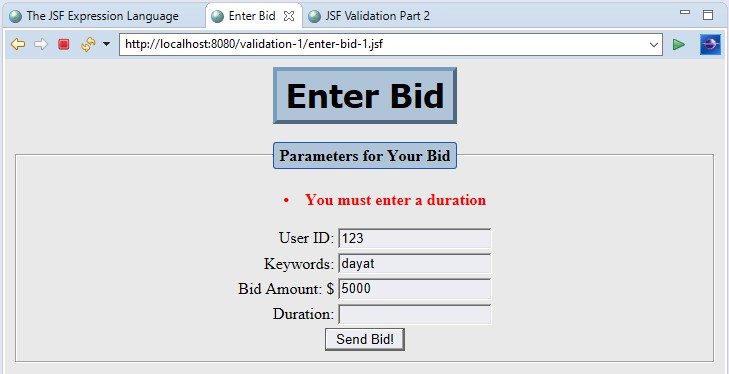 The JSF Expression Language Enter Bid JSF Validation Part 2
http://localhost:8080/validation-1/enter-bid-1.jsf
Enter Bid
Parameters for Your Bid
• You must enter a duration
User ID: 123
Keywords: dayat
Bid Amount: $ 5000
Duration:
Send Bid!